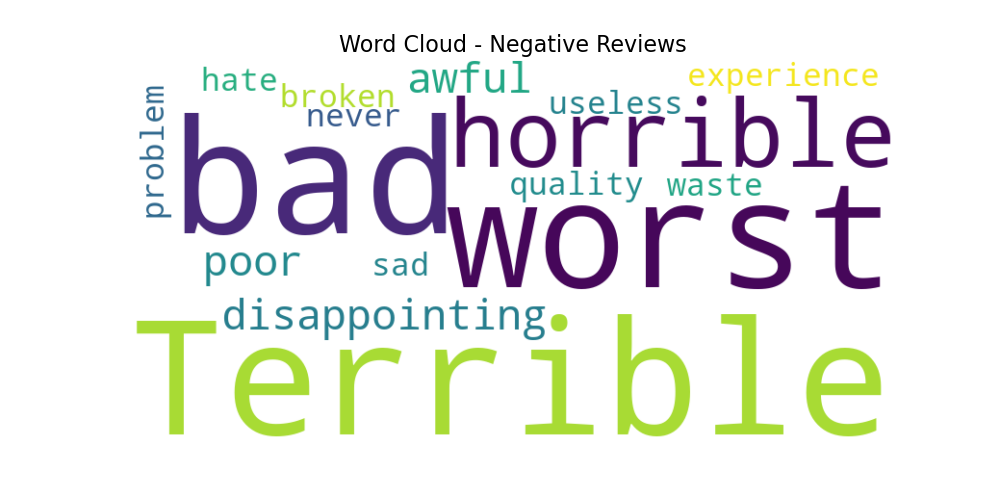 Word Cloud - Negative Reviews
hate
broken
never
awful
useless
experience
problem
bad
horrible
quality
waste
worst
poor
sad
disappointing
Terrible